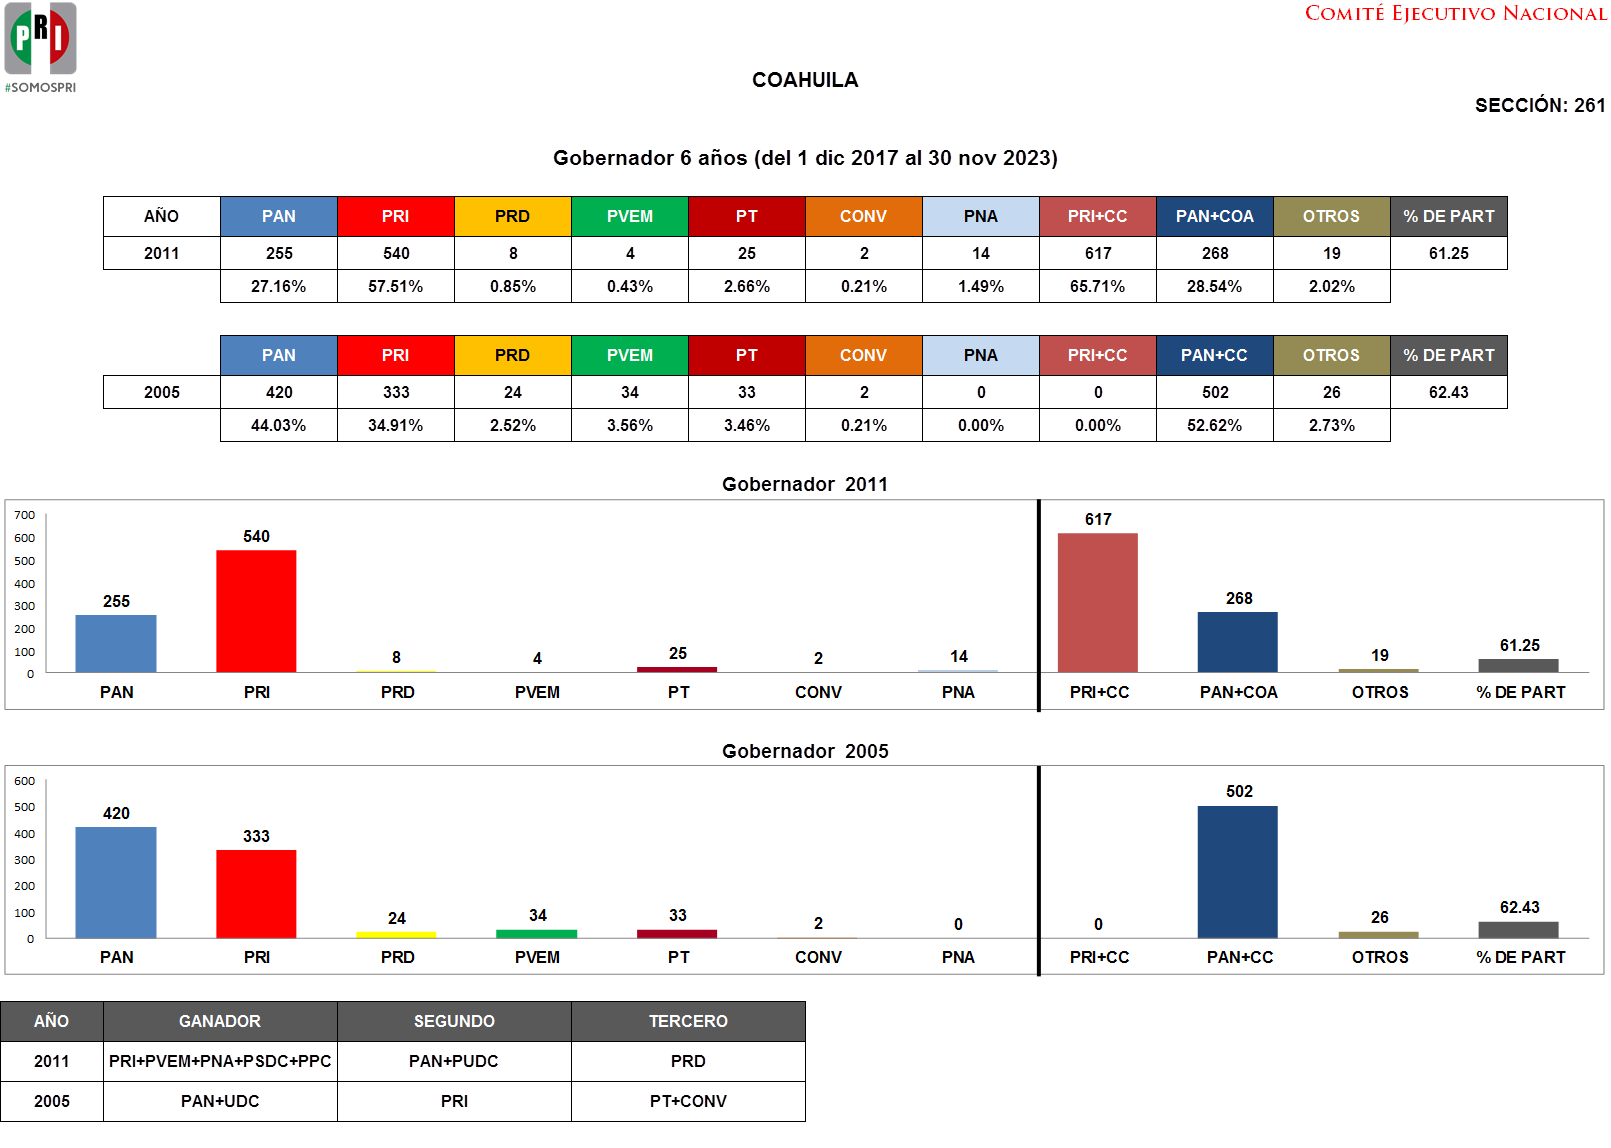 PRI
#SOMOSPRI
COMITÉ EJECUTIVO NACIONAL
COAHUILA
SECCIÓN: 261
Gobernador 6 años (del 1 dic 2017 al 30 nov 2023)
AÑO PAN PRI PRD PVEM PT CONV PNA PRI+CC PAN+COA OTROS % DE PART
2011 255 540 8 4 25 2 14 617 268 19 61.25
27.16% 57.51% 0.85% 0.43% 2.66% 0.21% 1.49% 65.71% 28.54% 2.02%
PAN PRI PRD PVEM PT CONV PNA PRI+CC PAN+CC OTROS % DE PART
2005 420 333 24 34 33 2 0 0 502 26 62.43
44.03% 34.91% 2.52% 3.56% 3.46% 0.21% 0.00% 0.00% 52.62% 2.73%
Gobernador 2011
700
600
500
400
300
200
100
0
255 540 8 4 25 2 14 617 268 19 61.25
PAN PRI PRD PVEM PT CONV PNA PRI+CC PAN+COA OTROS % DE PART
Gobernador 2005
600
500
400
300
200
100
0
420 333 24 34 33 2 0 0 502 26 62.43
PAN PRI PRD PVEM PT CONV PNA PRI+CC PAN+CC OTROS % DE PART
AÑO GANADOR SEGUNDO TERCERO
2011 PRI+PVEM+PNA+PSDC+PPC PAN+PUDC PRD
2005 PAN+UDC PRI PT+CONV